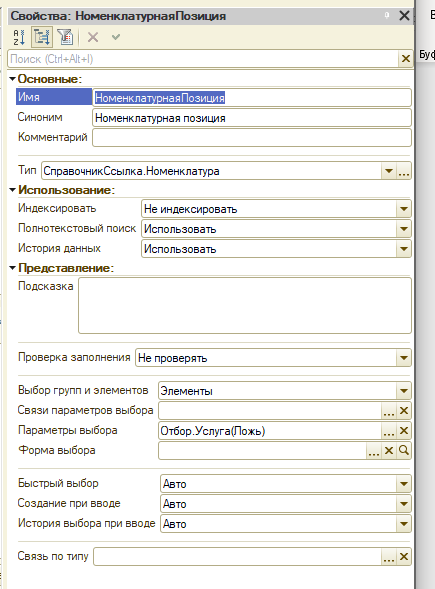 Свойства: НоменклатурнаяПозиция
Поиск (Ctrl+Alt+I)
Основные:
Имя НоменклатурнаяПозиция
Синоним Номенклатурная позиция
Комментарий
Тип СправочникСсылка.Номенклатура
Использование:
Индексировать Не индексировать
Полнотекстовый поиск Использовать
История данных Использовать
Представление:
Подсказка
Проверка заполнения Не проверять
Выбор групп и элементов Элементы
Связи параметров выбора
Параметры выбора Отбор.Услуга(Ложь)
Форма выбора
Быстрый выбор Авто
Создание при вводе Авто
История выбора при вводе Авто
Связь по типу
Буф